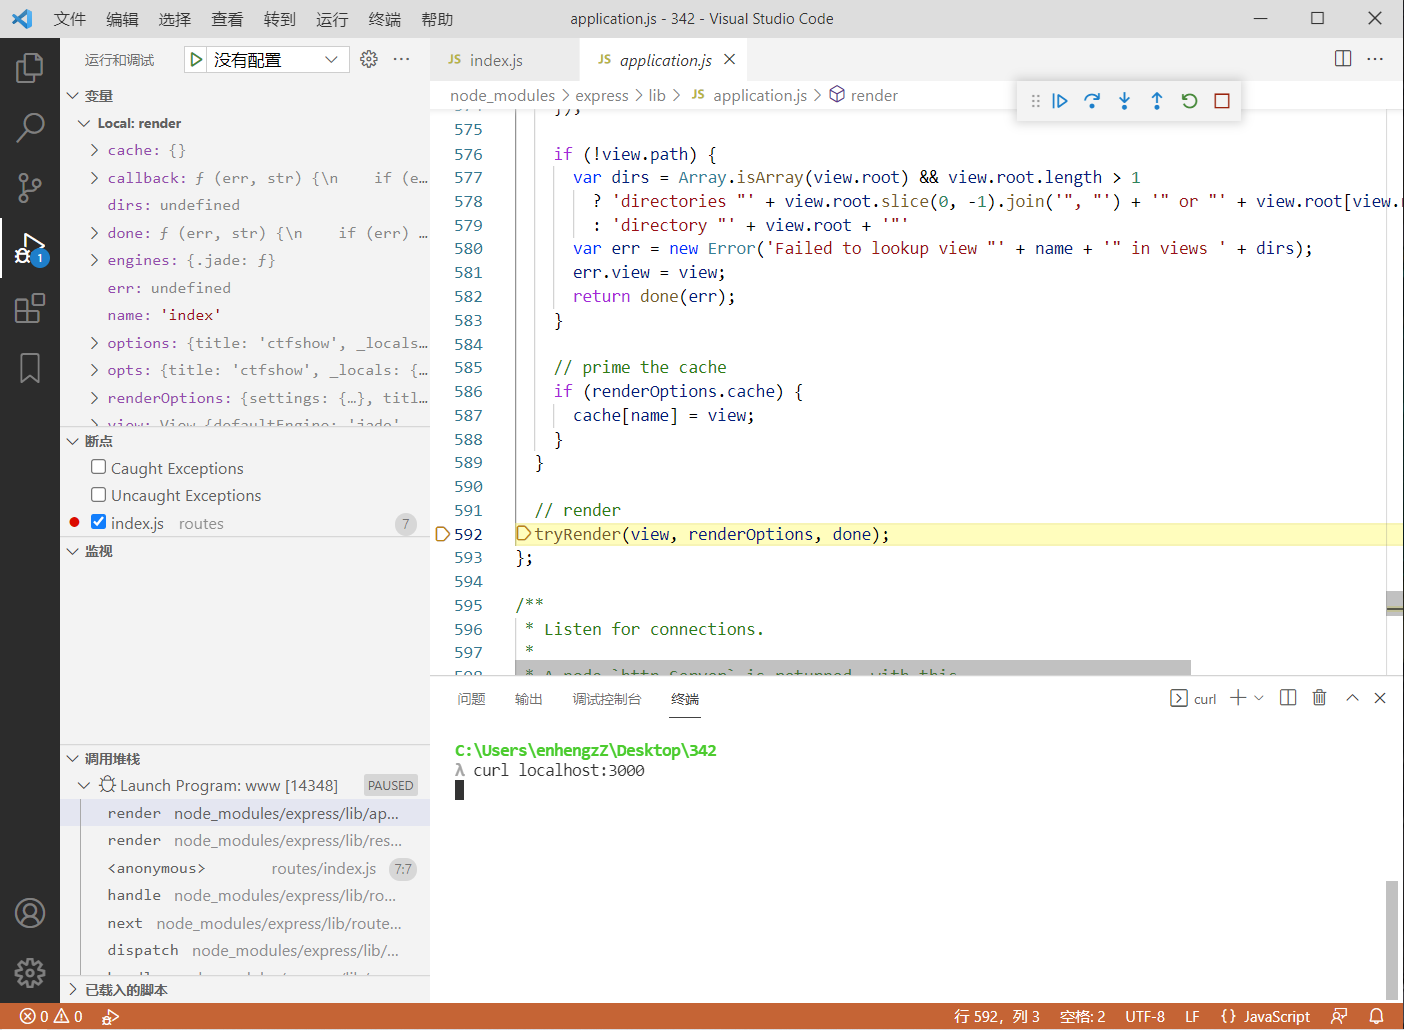 文件 编辑 选择 查看 转到 运行 终端 帮助 application.js - 342 - Visual Studio Code
运行和调试 没有配置
变量
Local: render
cache: {}
callback: ƒ (err, str) {\n if (e…
dirs: undefined
done: ƒ (err, str) {\n if (err) …
engines: {.jade: ƒ}
err: undefined
name: 'index'
options: {title: 'ctfshow', _locals…
opts: {title: 'ctfshow', _locals: {…
renderOptions: {settings: {…}, titl…
view: View {defaultEngine: 'jade',
断点
Caught Exceptions
Uncaught Exceptions
index.js routes 7
监视
调用堆栈
Launch Program: www [14348] PAUSED
render node_modules/express/lib/ap...
render node_modules/express/lib/res...
<anonymous> routes/index.js 7:7
handle node_modules/express/lib/ro...
next node_modules/express/lib/route...
dispatch node_modules/express/lib/...
已载入的脚本
1
JS index.js JS application.js
node_modules > express > lib > JS application.js > render
});
575
576 if (!view.path) {
577 var dirs = Array.isArray(view.root) && view.root.length > 1
578 ? 'directories "' + view.root.slice(0, -1).join('", "') + '" or "' + view.root[view.r
579 : 'directory "' + view.root + '"'
580 var err = new Error('Failed to lookup view "' + name + '" in views ' + dirs);
581 err.view = view;
582 return done(err);
583 }
584
585 // prime the cache
586 if (renderOptions.cache) {
587 cache[name] = view;
588 }
589 }
590
591 // render
592 tryRender(view, renderOptions, done);
593 };
594
595 /**
596 * Listen for connections.
597 *
598 * A node `http.Server` is returned, with this
问题 输出 调试控制台 终端 curl
C:\Users\enhengzZ\Desktop\342
λ curl localhost:3000
0 0 行 592，列 3 空格: 2 UTF-8 LF {} JavaScript